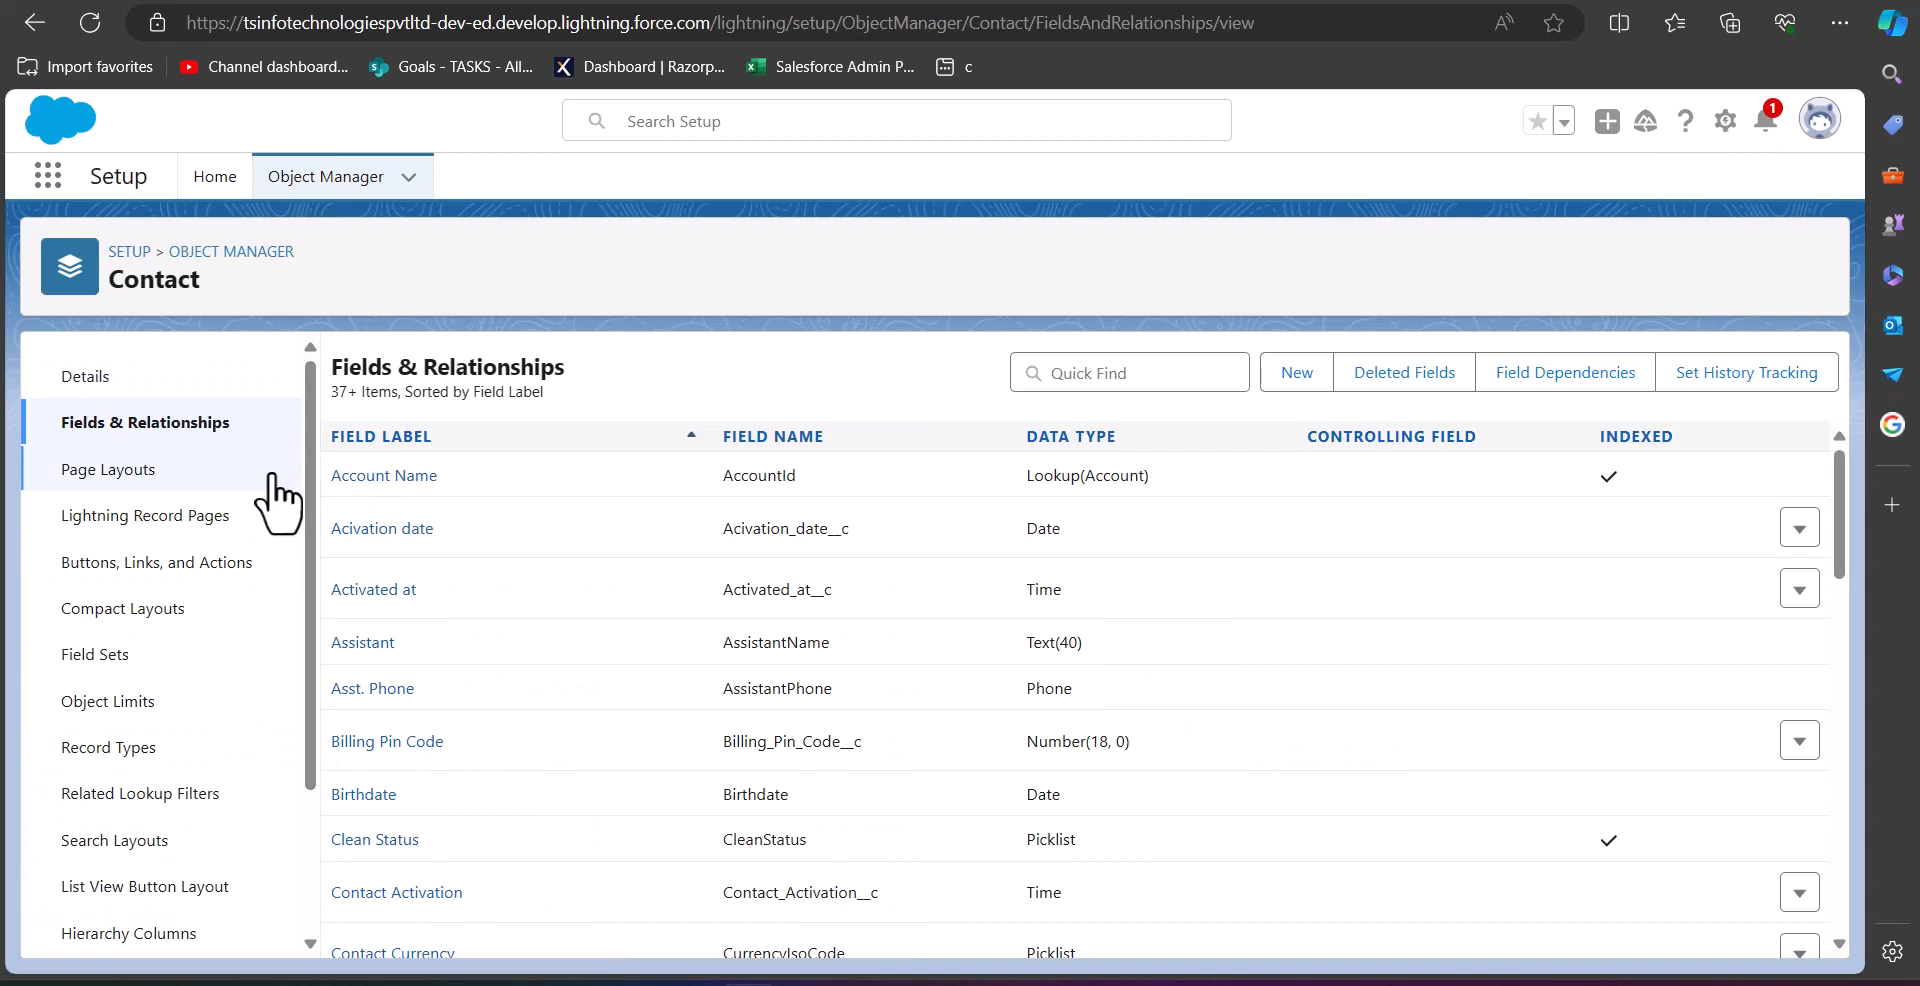 https://tsinfotechnologiespvtltd-dev-ed.develop.lightning.force.com/lightning/setup/ObjectManager/Contact/FieldsAndRelationships/view
Import favorites
Channel dashboard...
Goals - TASKS - All...
Dashboard | Razorp...
Salesforce Admin P...
c
Search Setup
1
Setup
Home
Object Manager
SETUP > OBJECT MANAGER
Contact
Details
Fields & Relationships
Page Layouts
Lightning Record Pages
Buttons, Links, and Actions
Compact Layouts
Field Sets
Object Limits
Record Types
Related Lookup Filters
Search Layouts
List View Button Layout
Hierarchy Columns
Fields & Relationships
37+ Items, Sorted by Field Label
Quick Find
New
Deleted Fields
Field Dependencies
Set History Tracking
FIELD LABEL FIELD NAME DATA TYPE CONTROLLING FIELD INDEXED
Account Name AccountId Lookup(Account)
Acivation date Acivation_date__c Date
Activated at Activated_at__c Time
Assistant AssistantName Text(40)
Asst. Phone AssistantPhone Phone
Billing Pin Code Billing_Pin_Code__c Number(18, 0)
Birthdate Birthdate Date
Clean Status CleanStatus Picklist
Contact Activation Contact_Activation__c Time
Contact Currency CurrencyIsoCode Picklist